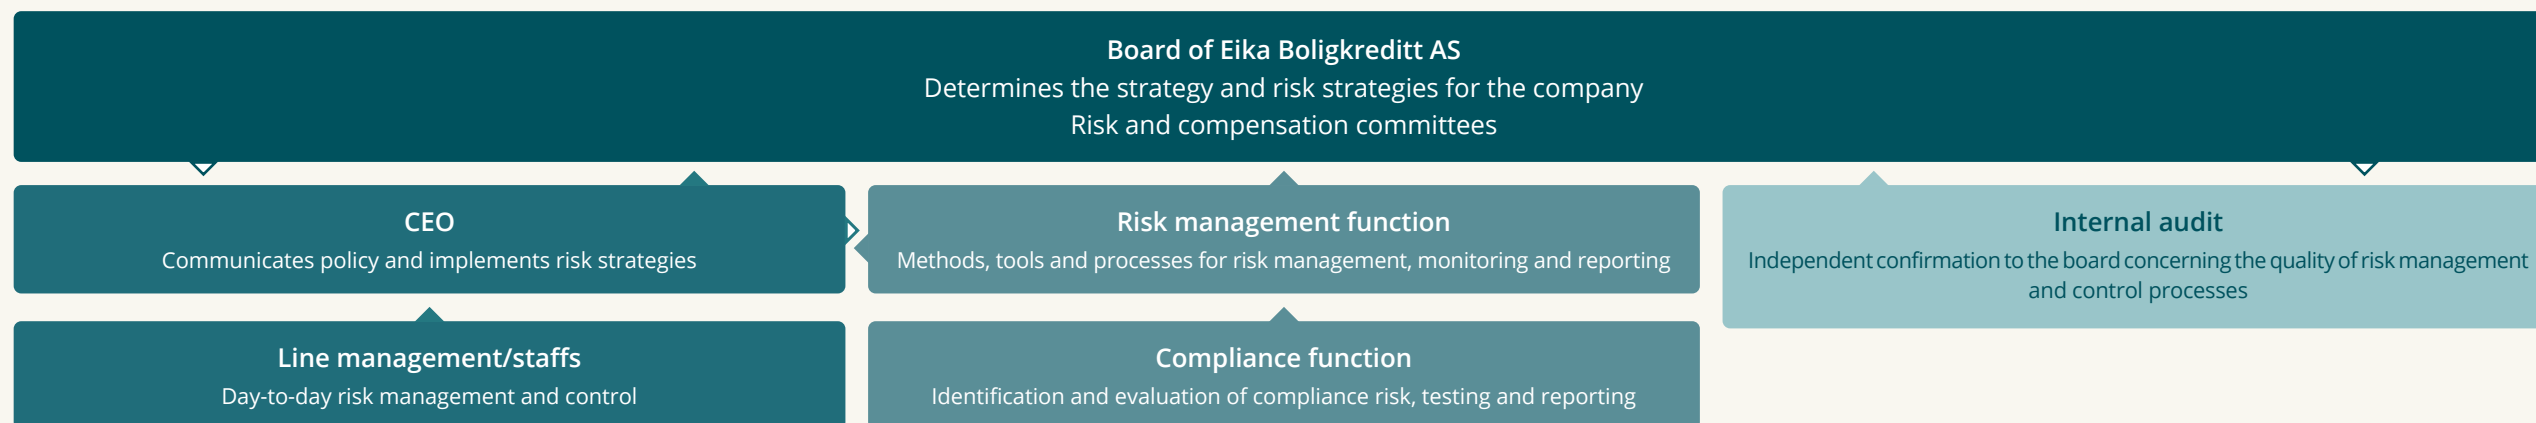 Board of Eika Boligkreditt AS
Determines the strategy and risk strategies for the company
Risk and compensation committees
CEO
Communicates policy and implements risk strategies
Risk management function
Methods, tools and processes for risk management, monitoring and reporting
Internal audit
Independent confirmation to the board concerning the quality of risk management
and control processes
Line management/staffs
Day-to-day risk management and control
Compliance function
Identification and evaluation of compliance risk, testing and reporting